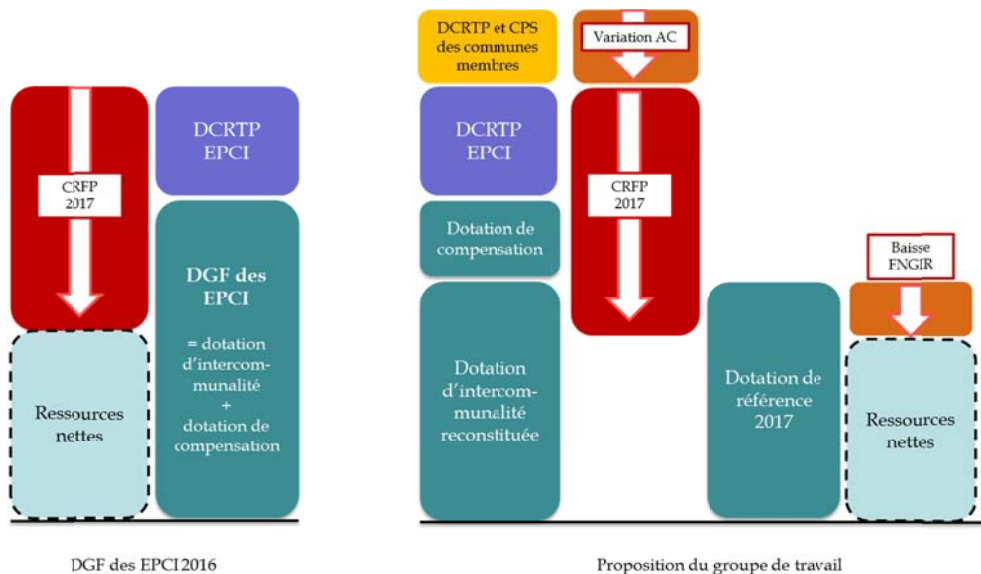 CRFP
2017
Ressources
nettes
DCRTP
EPCI
DGF des
EPCI
= dotation
d'intercom-
munalité
+
dotation de
compensation
DGF des EPCI 2016
DCRTP et CPS
des communes
membres
DCRTP
EPCI
Dotation de
compensation
Dotation
d'intercom-
munalité
reconstituée
Variation AC
CRFP
2017
Dotation de
référence
2017
Baisse
FNGIR
Ressources
nettes
Proposition du groupe de travail